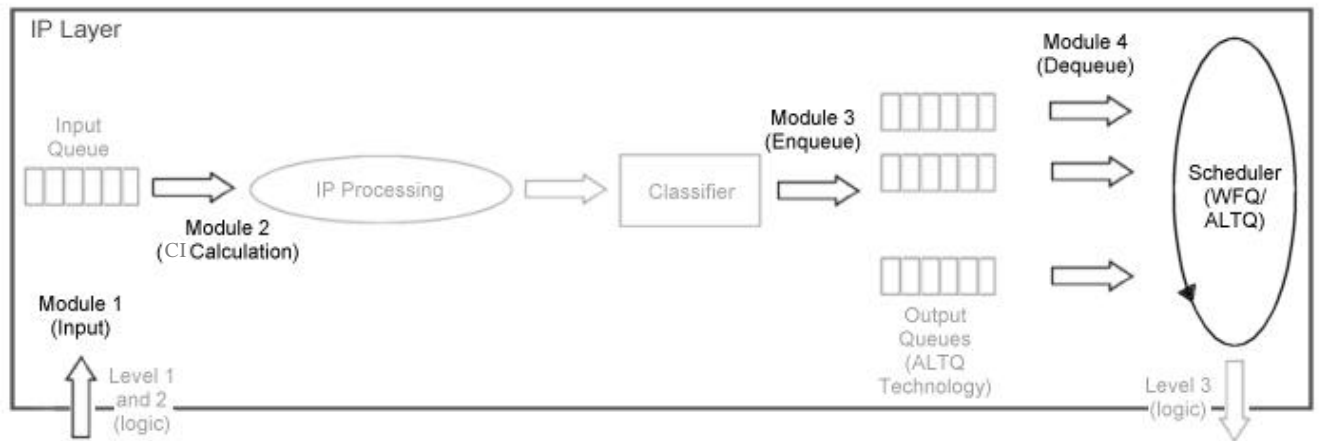 IP Layer
Input
Queue
Module 2
(CI Calculation)
Module 1
(Input)
Level 1
and 2
(logic)
IP Processing
Classifier
Module 3
(Enqueue)
Output
Queues
(ALTQ
Technology)
Module 4
(Dequeue)
Scheduler
(WFQ/
ALTQ)
Level 3
(logic)